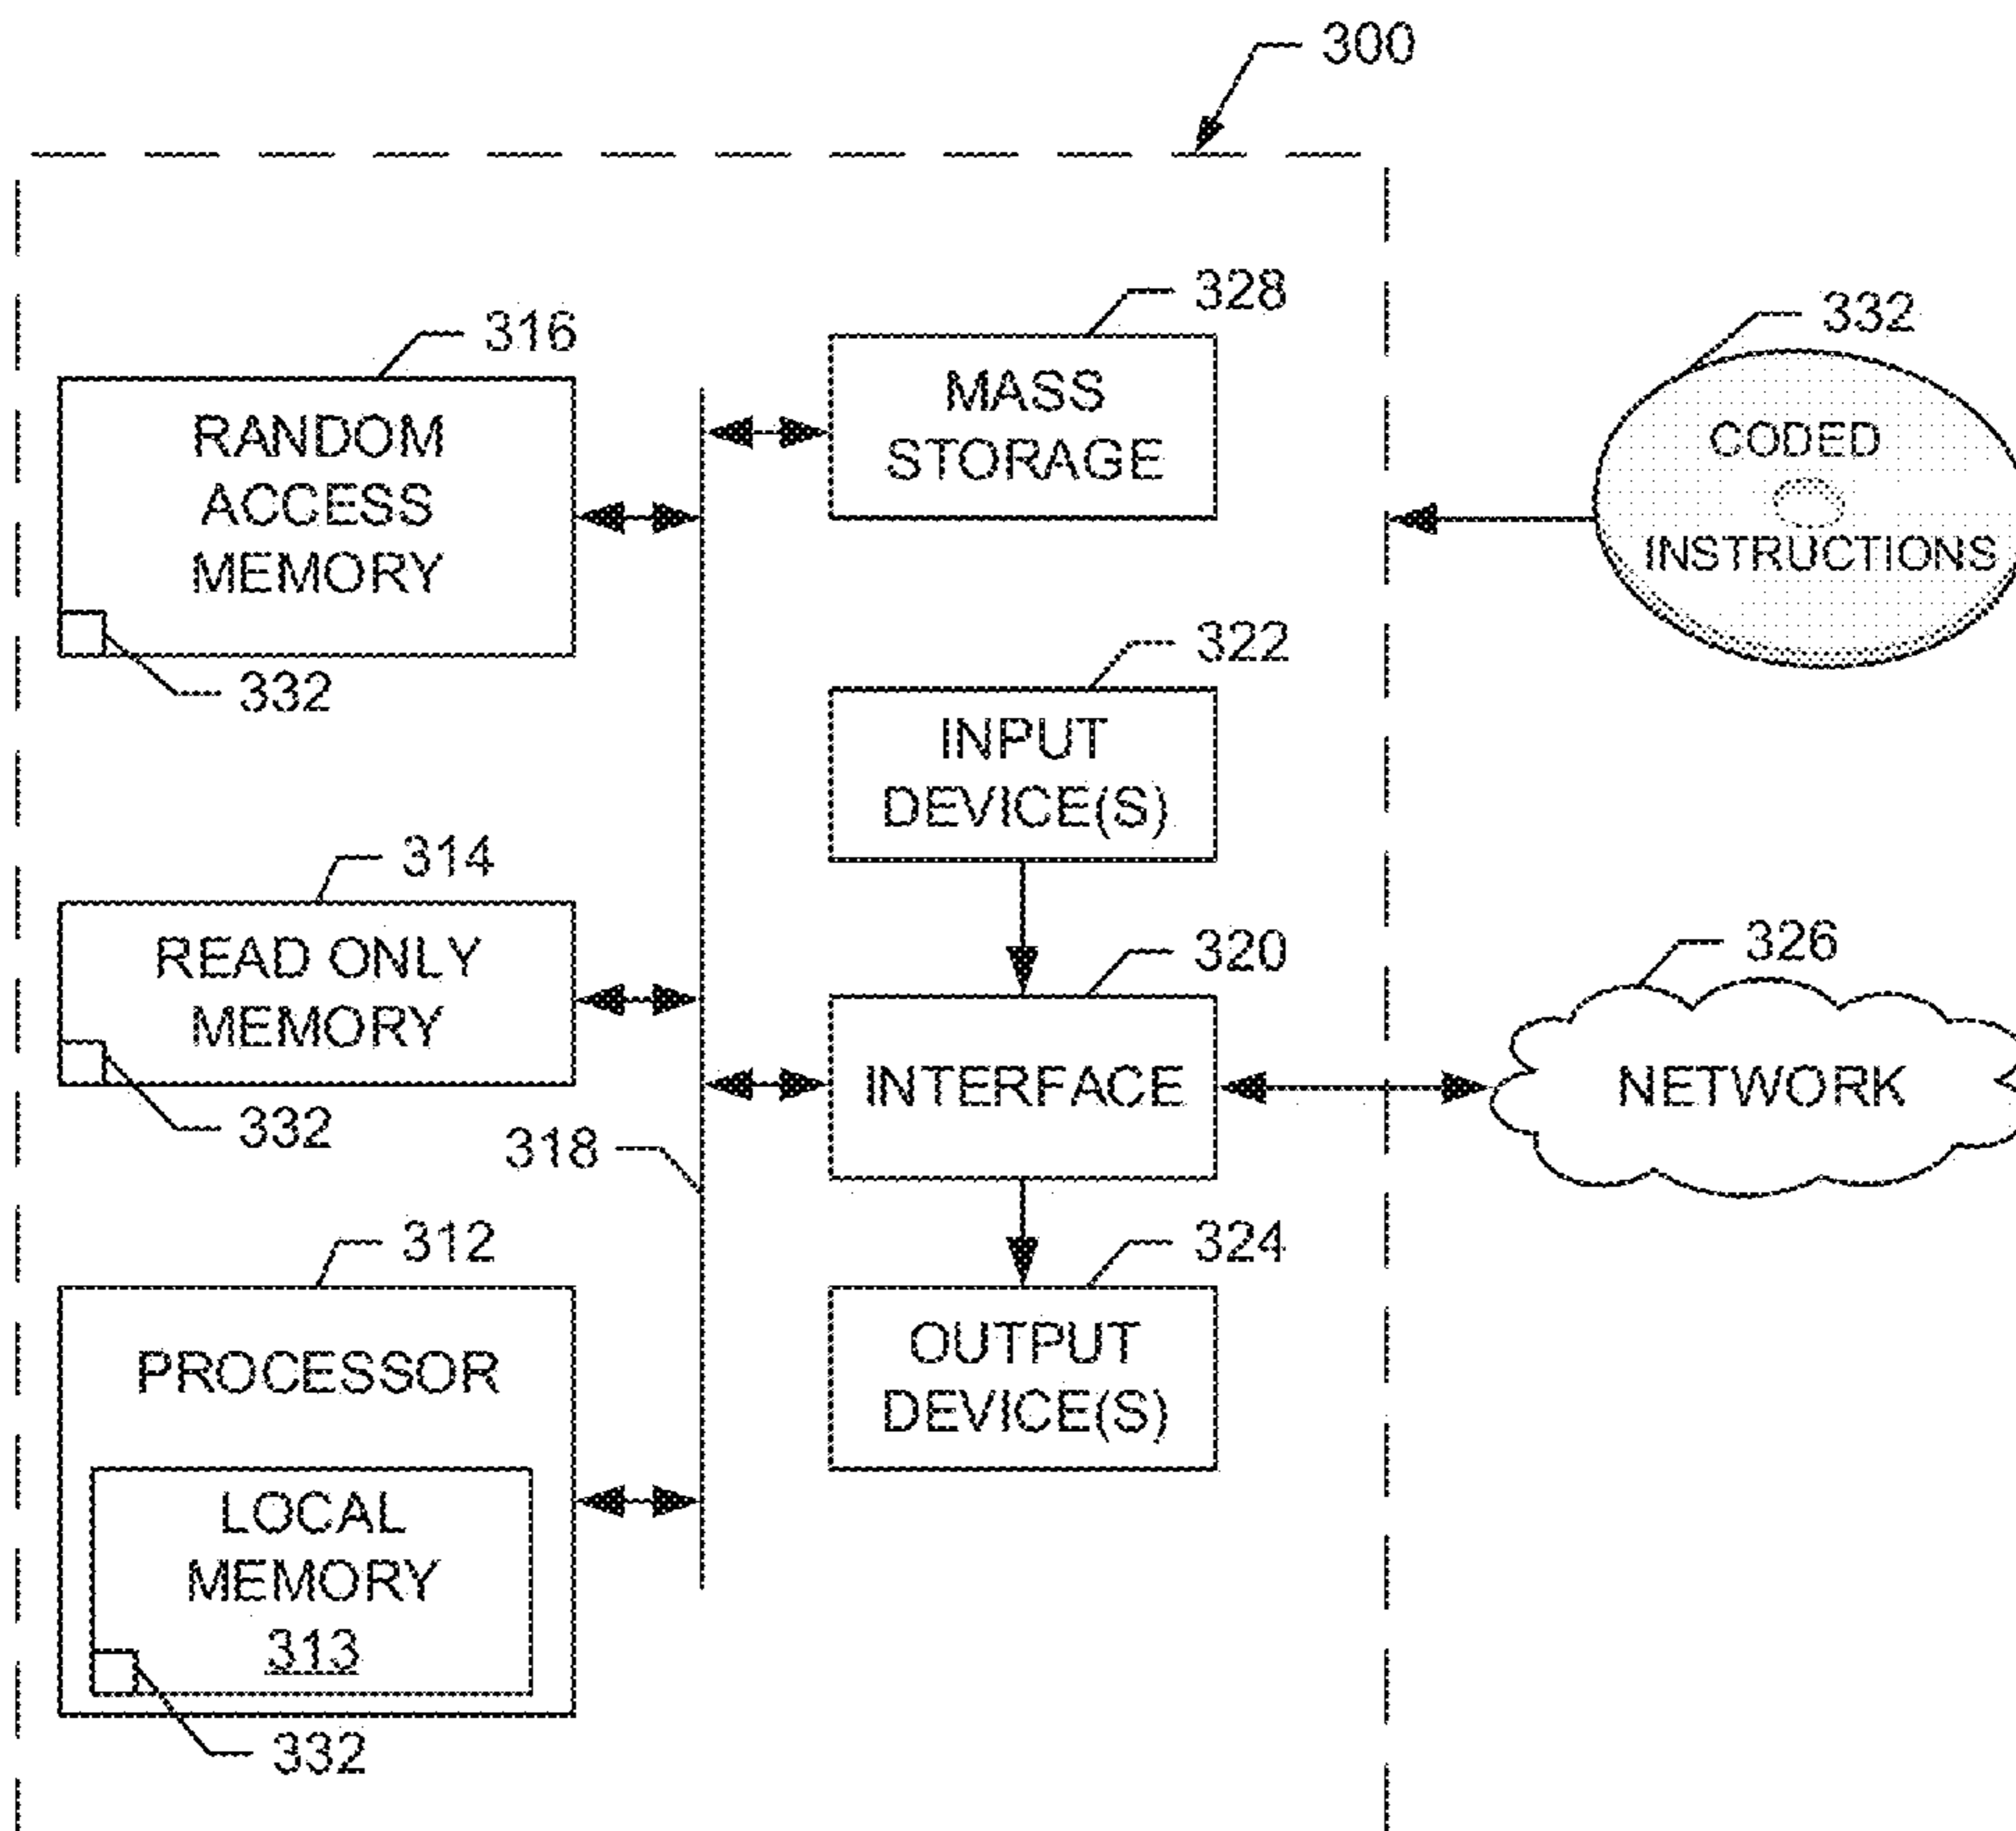 300
328
MASS
STORAGE
316
RANDOM
ACCESS
MEMORY
332
332
CODED
INSTRUCTIONS
322
INPUT
DEVICE(S)
314
READ ONLY
MEMORY
332
320
INTERFACE
326
NETWORK
318
312
PROCESSOR
LOCAL
MEMORY
313
332
324
OUTPUT
DEVICE(S)